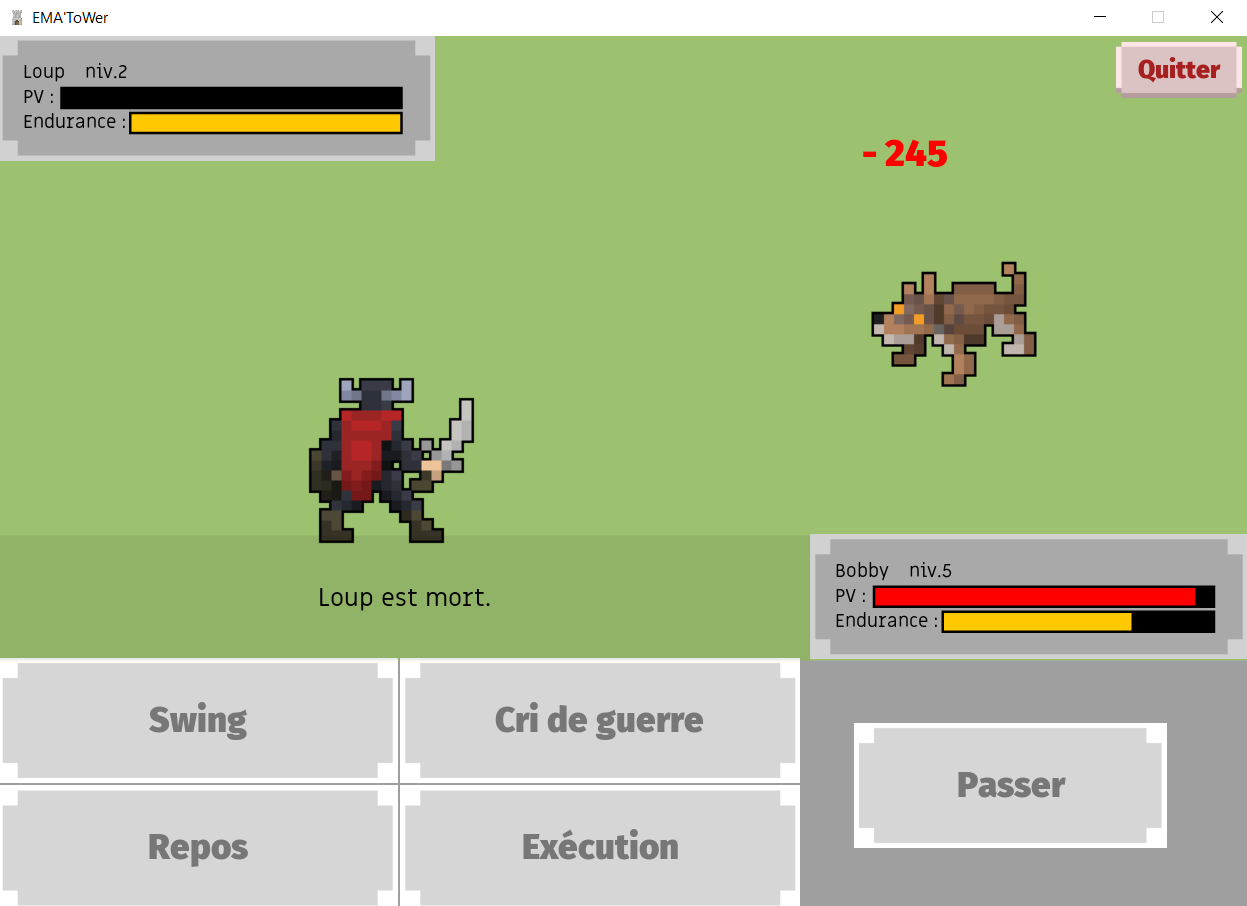 EMA'ToWer
Loup niv.2
PV :
Endurance :
Quitter
- 245
Loup est mort.
Bobby niv.5
PV :
Endurance :
Swing
Cri de guerre
Repos
Exécution
Passer